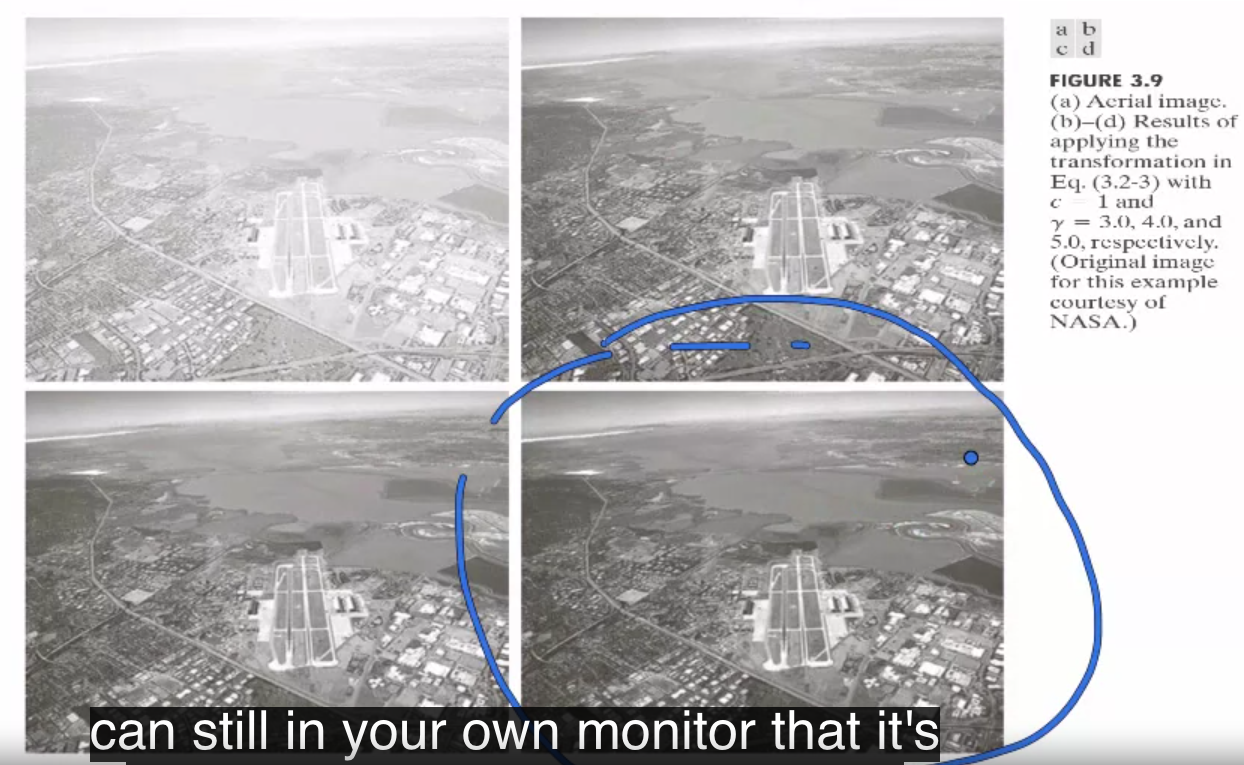 a b
c d
FIGURE 3.9
(a) Aerial image.
(b)–(d) Results of
applying the
transformation in
Eq. (3.2-3) with
c = 1 and
γ = 3.0, 4.0, and
5.0, respectively.
(Original image
for this example
courtesy of
NASA.)
can still in your own monitor that it's